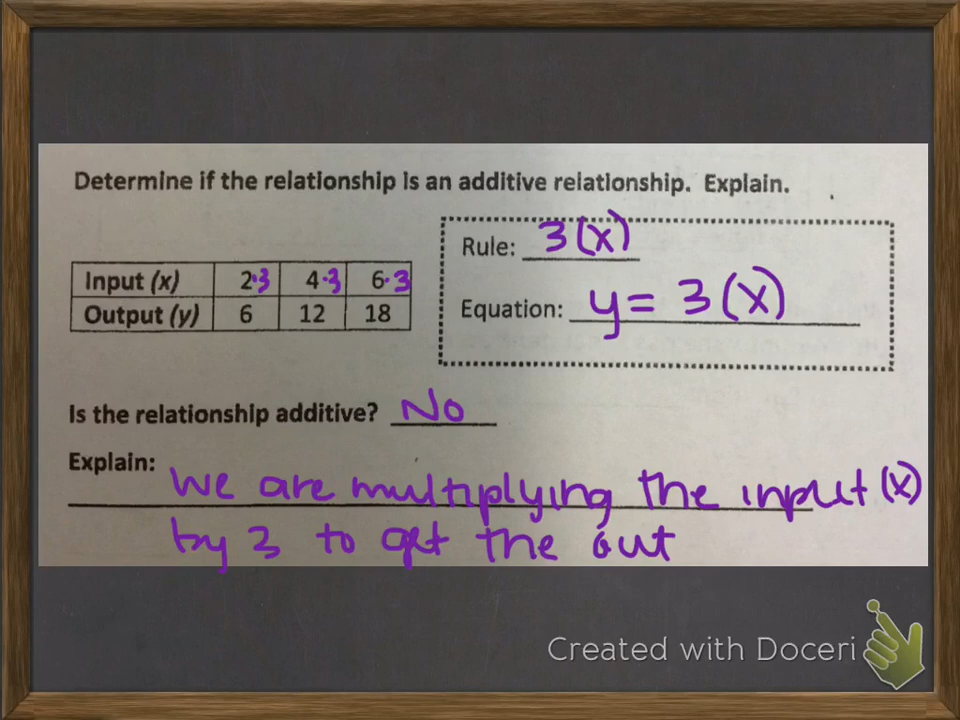 Determine if the relationship is an additive relationship. Explain.
Rule: 3(x)
Input (x) 2·3 4·3 6·3
Output (y) 6 12 18
Equation: y = 3(x)
Is the relationship additive? No
Explain:
We are multiplying the input (x)
by 3 to get the out
Created with Doceri